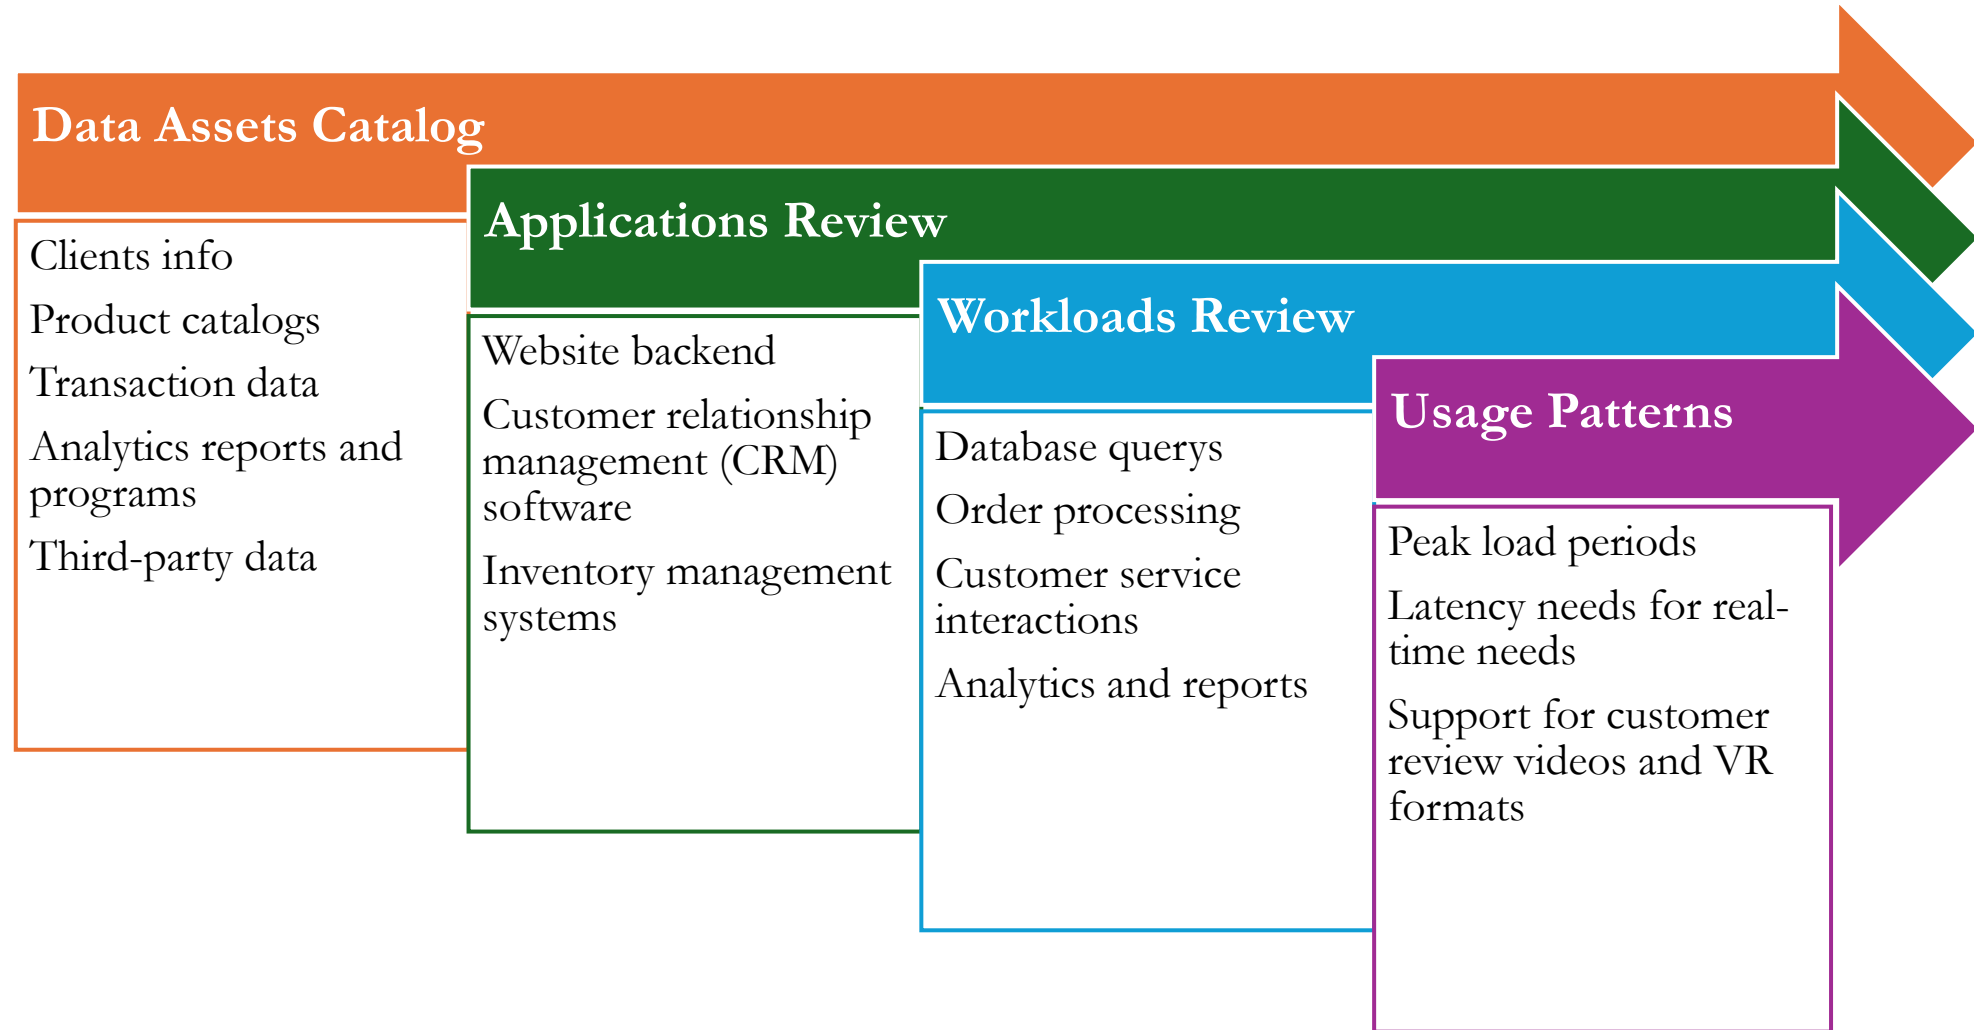 Data Assets Catalog
Clients info
Product catalogs
Transaction data
Analytics reports and
programs
Third-party data
Applications Review
Website backend
Customer relationship
management (CRM)
software
Inventory management
systems
Workloads Review
Database querys
Order processing
Customer service
interactions
Analytics and reports
Usage Patterns
Peak load periods
Latency needs for real-
time needs
Support for customer
review videos and VR
formats